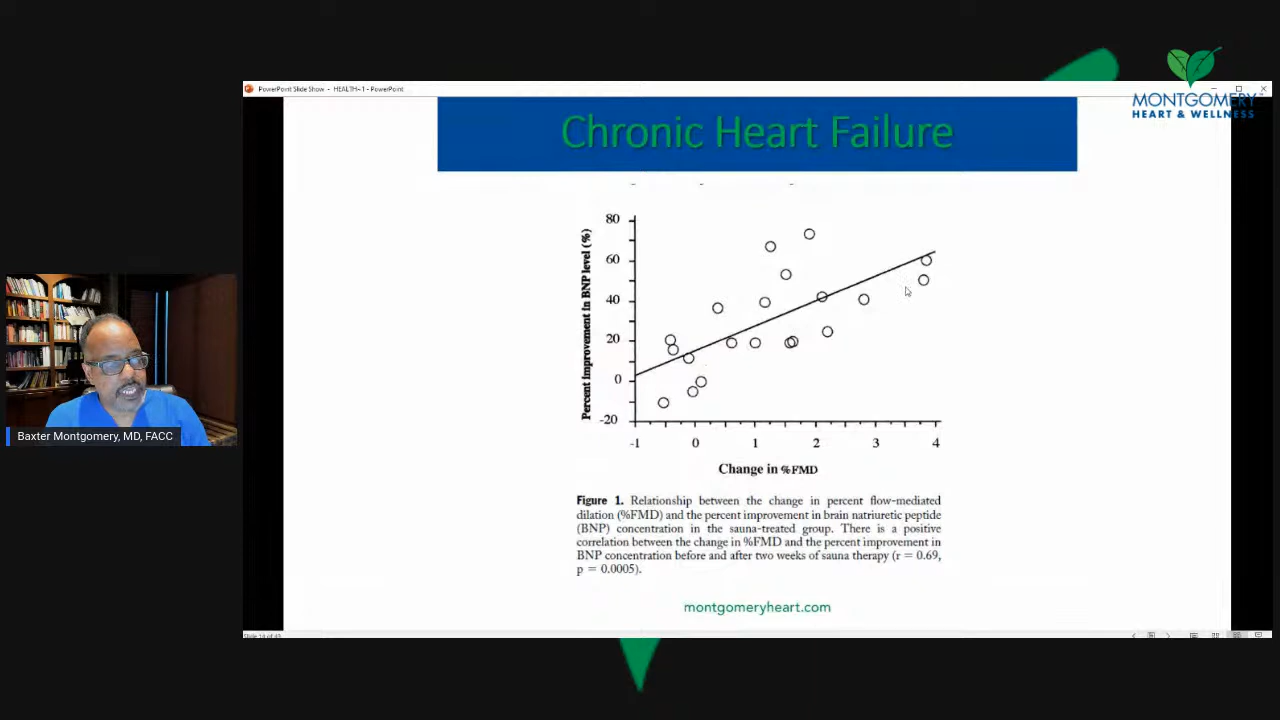 MONTGOMERY
HEART & WELLNESS
PowerPoint Slide Show - HEALTH~1 - PowerPoint
Chronic Heart Failure
Percent improvement in BNP level (%)
80
60
40
20
0
-20
-1 0 1 2 3 4
Change in %FMD
Figure 1. Relationship between the change in percent flow-mediated
dilation (%FMD) and the percent improvement in brain natriuretic peptide
(BNP) concentration in the sauna-treated group. There is a positive
correlation between the change in %FMD and the percent improvement in
BNP concentration before and after two weeks of sauna therapy (r = 0.69,
p = 0.0005).
montgomeryheart.com
Baxter Montgomery, MD, FACC